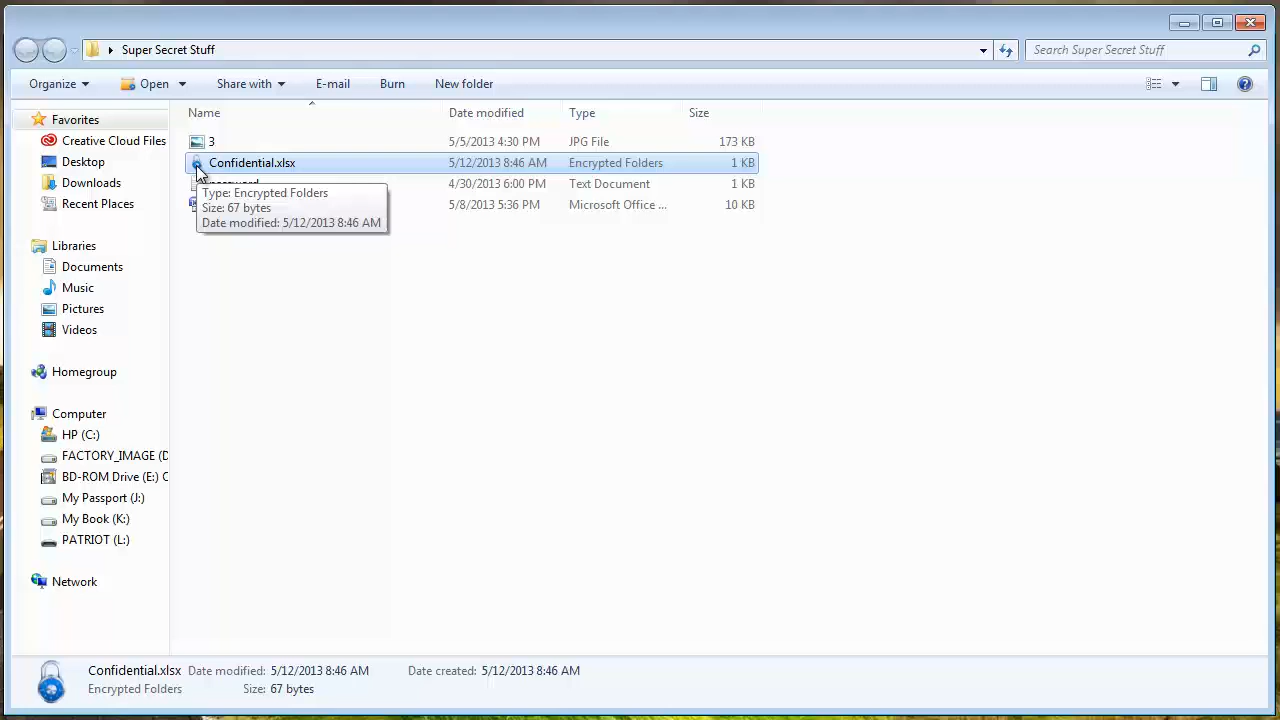 Super Secret Stuff
Search Super Secret Stuff
Organize Open Share with E-mail Burn New folder
Name Date modified Type Size
Favorites
Creative Cloud Files
Desktop
Downloads
Recent Places
Libraries
Documents
Music
Pictures
Videos
Homegroup
Computer
HP (C:)
FACTORY_IMAGE (D
BD-ROM Drive (E:) C
My Passport (J:)
My Book (K:)
PATRIOT (L:)
Network
3 5/5/2013 4:30 PM JPG File 173 KB
Confidential.xlsx 5/12/2013 8:46 AM Encrypted Folders 1 KB
4/30/2013 6:00 PM Text Document 1 KB
5/8/2013 5:36 PM Microsoft Office ... 10 KB
Type: Encrypted Folders
Size: 67 bytes
Date modified: 5/12/2013 8:46 AM
Confidential.xlsx Date modified: 5/12/2013 8:46 AM Date created: 5/12/2013 8:46 AM
Encrypted Folders Size: 67 bytes